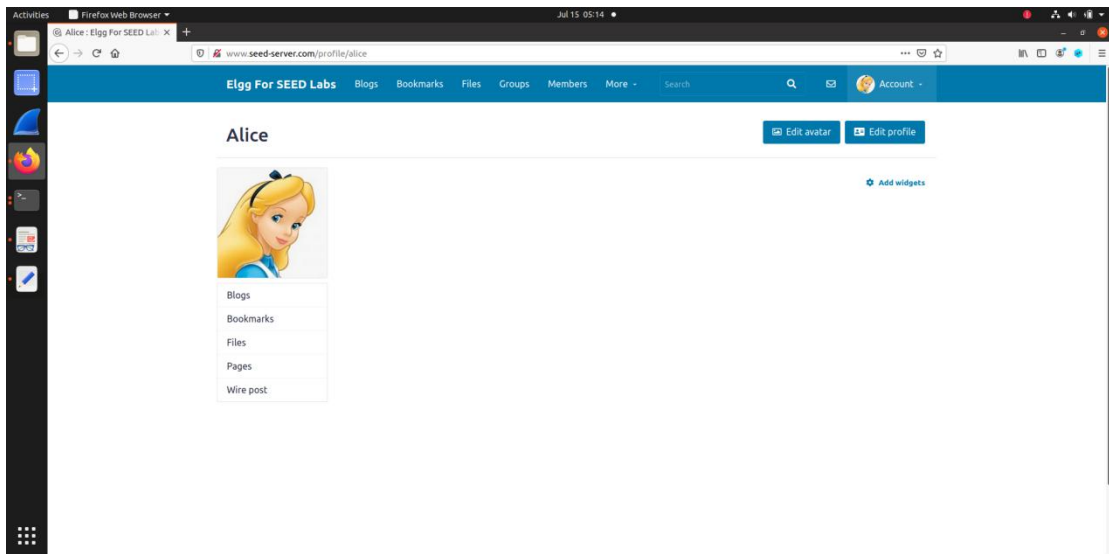 Activities Firefox Web Browser Jul 15 05:14
Alice : Elgg For SEED Lab
www.seed-server.com/profile/alice
Elgg For SEED Labs Blogs Bookmarks Files Groups Members More Search Account
Alice Edit avatar Edit profile
Add widgets
Blogs
Bookmarks
Files
Pages
Wire post